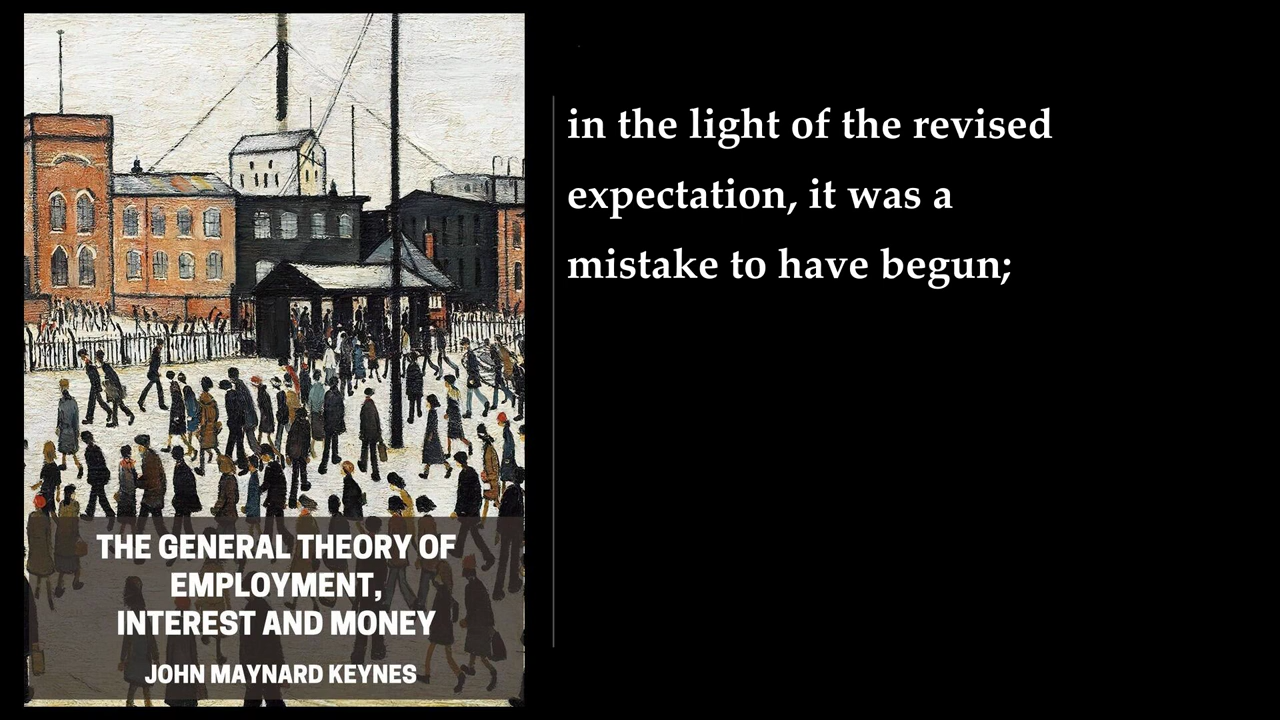 in the light of the revised
expectation, it was a
mistake to have begun;
THE GENERAL THEORY OF
EMPLOYMENT,
INTEREST AND MONEY
JOHN MAYNARD KEYNES